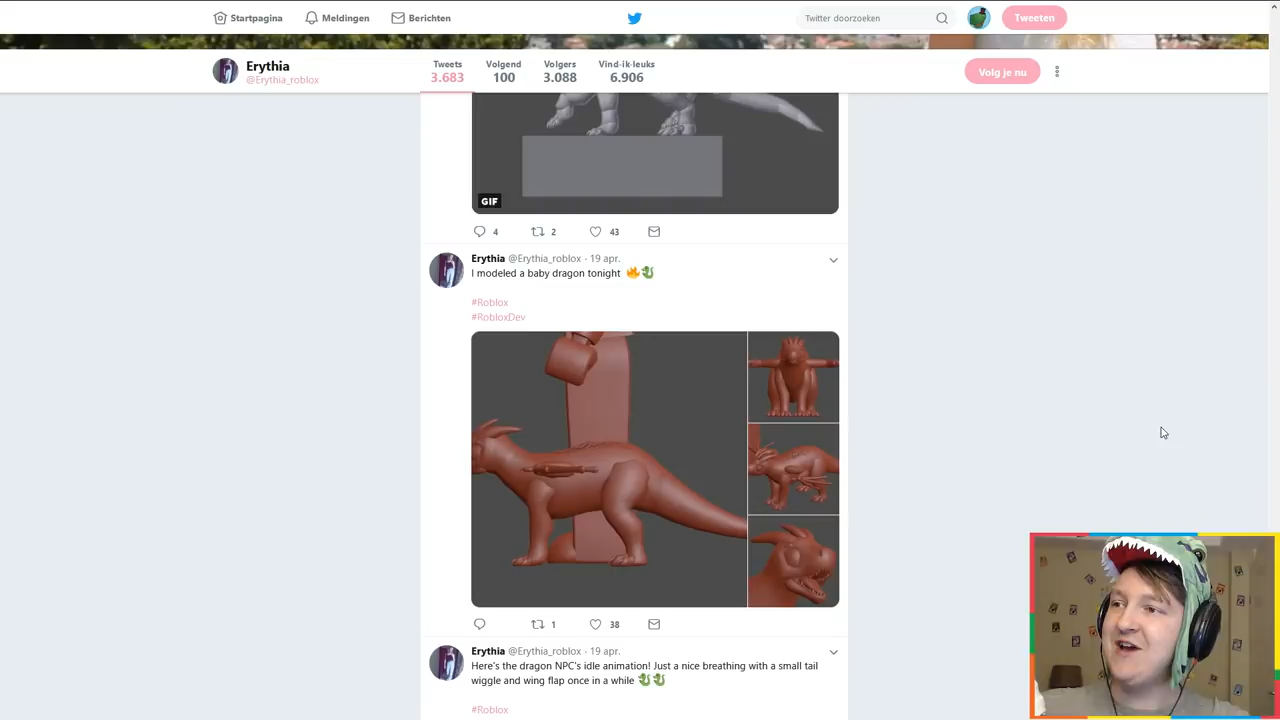 Startpagina
Meldingen
Berichten
Twitter doorzoeken
Tweeten
Erythia
@Erythia_roblox
Tweets
3.683
Volgend
100
Volgers
3.088
Vind-ik-leuks
6.906
Volg je nu
GIF
4
2
43
Erythia @Erythia_roblox · 19 apr.
I modeled a baby dragon tonight 🔥🐉
#Roblox
#RobloxDev
1
38
Erythia @Erythia_roblox · 19 apr.
Here's the dragon NPC's idle animation! Just a nice breathing with a small tail
wiggle and wing flap once in a while 🐉🐉
#Roblox